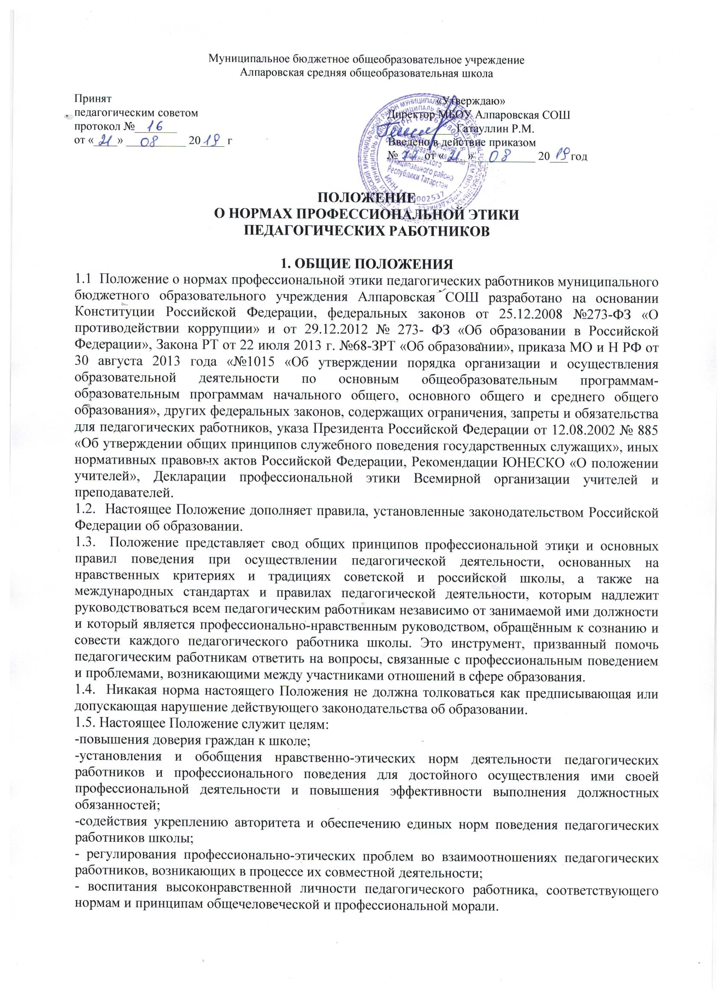 Муниципальное бюджетное общеобразовательное учреждение
Алпаровская средняя общеобразовательная школа
Принят
педагогическим советом
протокол № 16
от «21» 08 2019 г
«Утверждаю»
Директор МБОУ Алпаровская СОШ
Гатауллин Р.М.
Введено в действие приказом
№ 77 от «21» 08 2019 год
общеобразовательная школа
муниципального района
Республики Татарстан
ПОЛОЖЕНИЕ
О НОРМАХ ПРОФЕССИОНАЛЬНОЙ ЭТИКИ
ПЕДАГОГИЧЕСКИХ РАБОТНИКОВ
1. ОБЩИЕ ПОЛОЖЕНИЯ
1.1 Положение о нормах профессиональной этики педагогических работников муниципального
бюджетного образовательного учреждения Алпаровская СОШ разработано на основании
Конституции Российской Федерации, федеральных законов от 25.12.2008 №273-ФЗ «О
противодействии коррупции» и от 29.12.2012 № 273- ФЗ «Об образовании в Российской
Федерации», Закона РТ от 22 июля 2013 г. №68-ЗРТ «Об образовании», приказа МО и Н РФ от
30 августа 2013 года «№1015 «Об утверждении порядка организации и осуществления
образовательной деятельности по основным общеобразовательным программам-
образовательным программам начального общего, основного общего и среднего общего
образования», других федеральных законов, содержащих ограничения, запреты и обязательства
для педагогических работников, указа Президента Российской Федерации от 12.08.2002 № 885
«Об утверждении общих принципов служебного поведения государственных служащих», иных
нормативных правовых актов Российской Федерации, Рекомендации ЮНЕСКО «О положении
учителей», Декларации профессиональной этики Всемирной организации учителей и
преподавателей.
1.2. Настоящее Положение дополняет правила, установленные законодательством Российской
Федерации об образовании.
1.3. Положение представляет свод общих принципов профессиональной этики и основных
правил поведения при осуществлении педагогической деятельности, основанных на
нравственных критериях и традициях советской и российской школы, а также на
международных стандартах и правилах педагогической деятельности, которым надлежит
руководствоваться всем педагогическим работникам независимо от занимаемой ими должности
и который является профессионально-нравственным руководством, обращённым к сознанию и
совести каждого педагогического работника школы. Это инструмент, призванный помочь
педагогическим работникам ответить на вопросы, связанные с профессиональным поведением
и проблемами, возникающими между участниками отношений в сфере образования.
1.4. Никакая норма настоящего Положения не должна толковаться как предписывающая или
допускающая нарушение действующего законодательства об образовании.
1.5. Настоящее Положение служит целям:
-повышения доверия граждан к школе;
-установления и обобщения нравственно-этических норм деятельности педагогических
работников и профессионального поведения для достойного осуществления ими своей
профессиональной деятельности и повышения эффективности выполнения должностных
обязанностей;
-содействия укреплению авторитета и обеспечению единых норм поведения педагогических
работников школы;
- регулирования профессионально-этических проблем во взаимоотношениях педагогических
работников, возникающих в процессе их совместной деятельности;
- воспитания высоконравственной личности педагогического работника, соответствующего
нормам и принципам общечеловеческой и профессиональной морали.